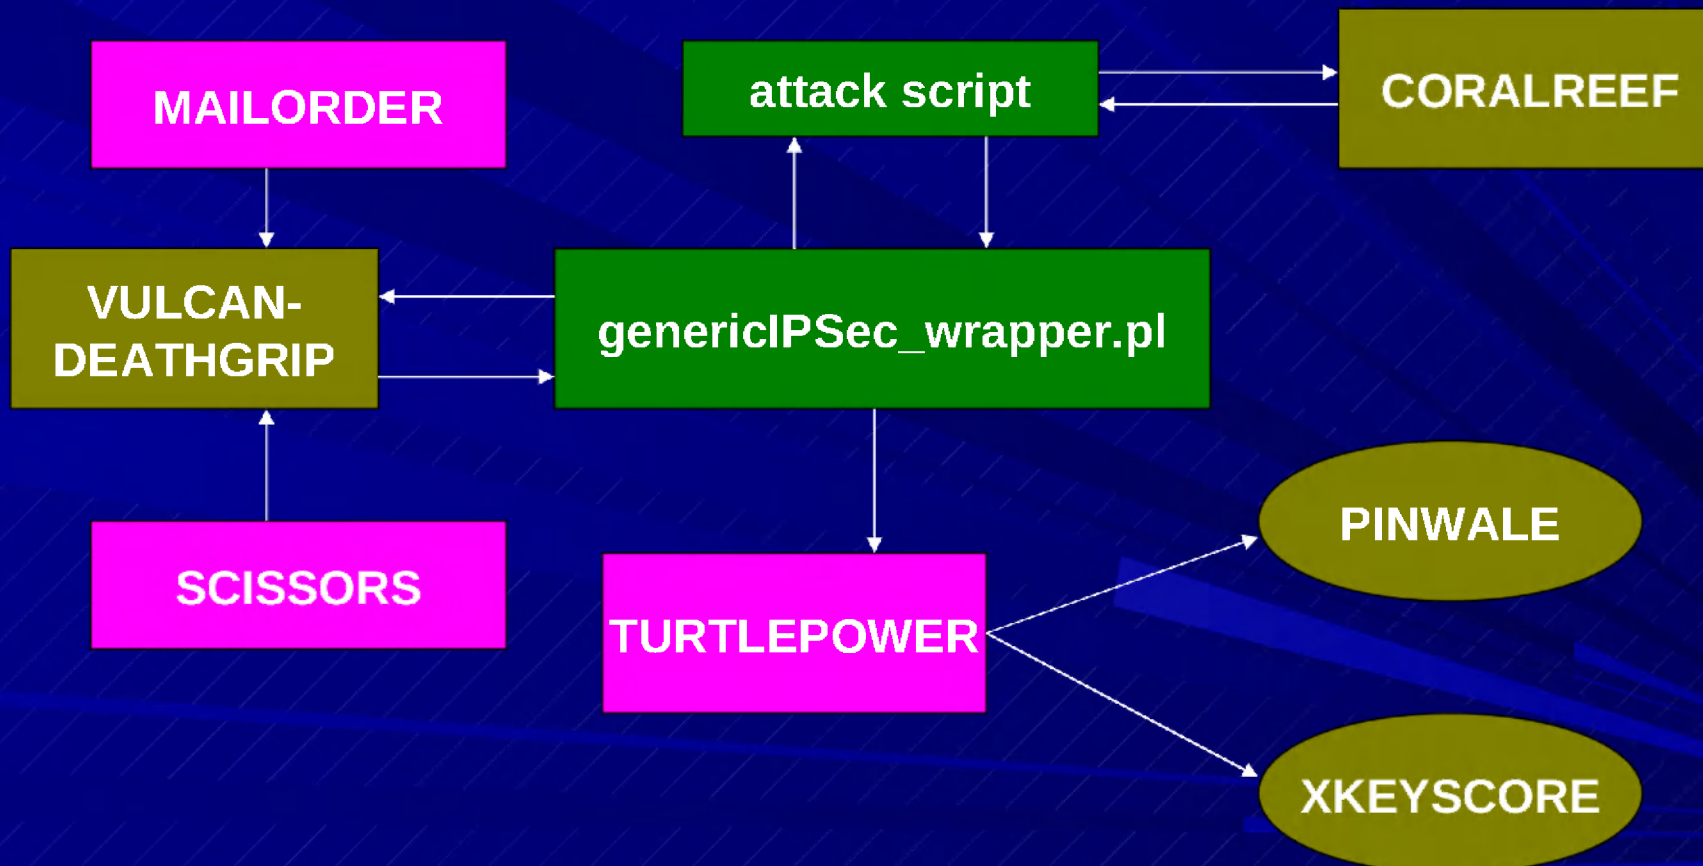 MAILORDER
attack script
CORALREEF
VULCAN-
DEATHGRIP
genericIPSec_wrapper.pl
PINWALE
SCISSORS
TURTLEPOWER
XKEYSCORE